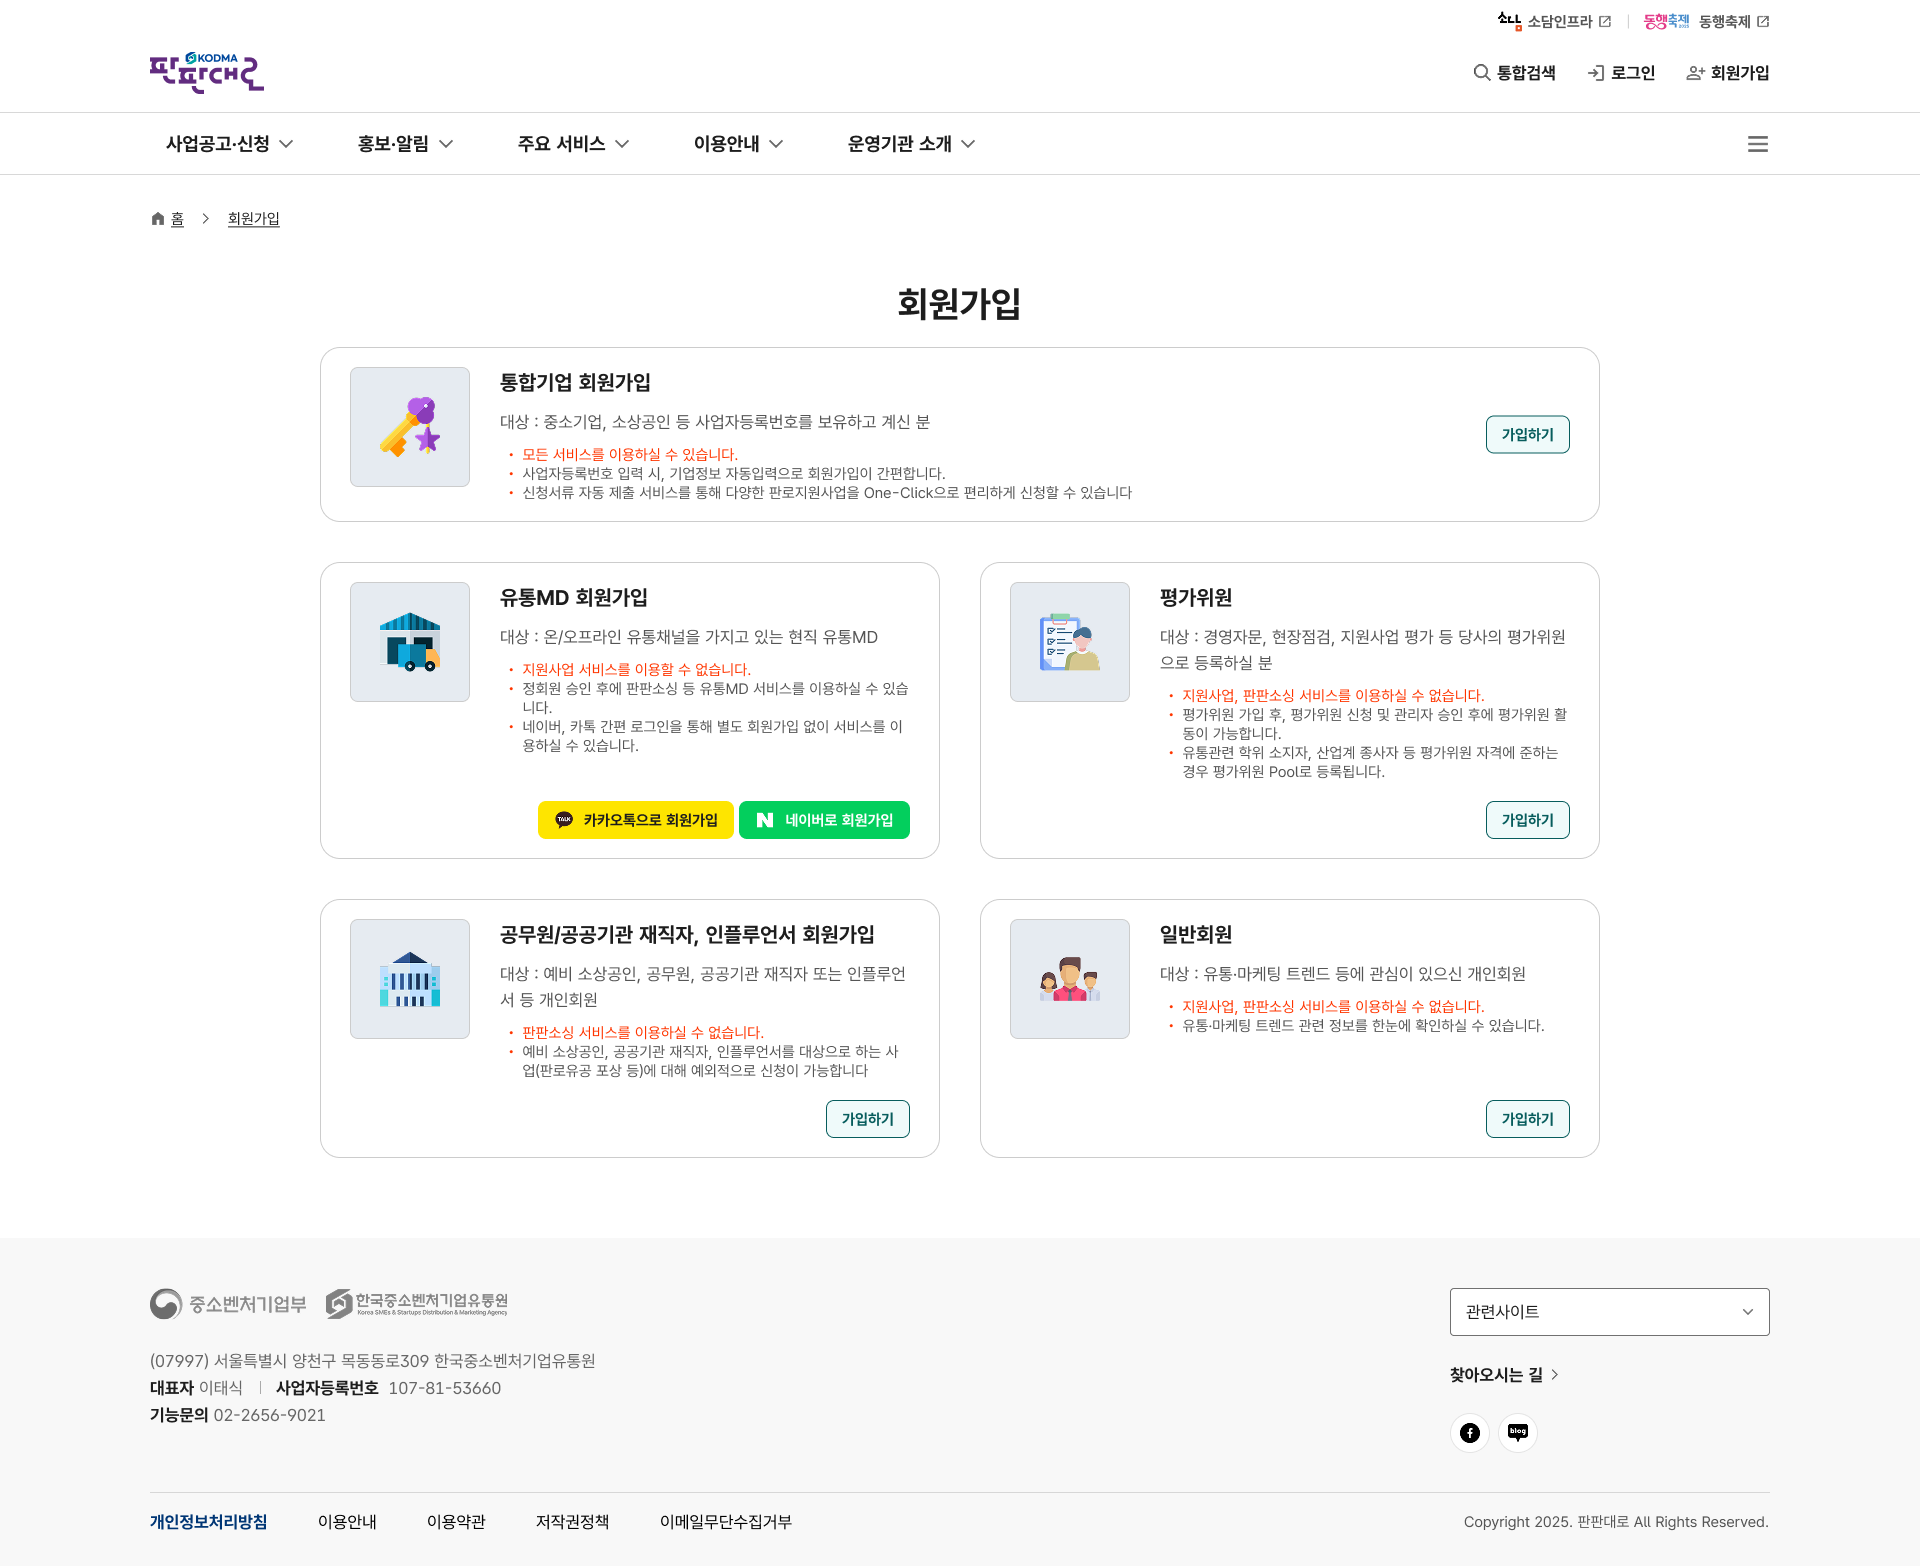 소담
소담인프라
동행축제 2025
동행축제
KODMA
판판대로
통합검색
로그인
회원가입
사업공고·신청
홍보·알림
주요 서비스
이용안내
운영기관 소개
홈
회원가입
회원가입
통합기업 회원가입
대상 : 중소기업, 소상공인 등 사업자등록번호를 보유하고 계신 분
모든 서비스를 이용하실 수 있습니다.
사업자등록번호 입력 시, 기업정보 자동입력으로 회원가입이 간편합니다.
신청서류 자동 제출 서비스를 통해 다양한 판로지원사업을 One-Click으로 편리하게 신청할 수 있습니다
가입하기
유통MD 회원가입
대상 : 온/오프라인 유통채널을 가지고 있는 현직 유통MD
지원사업 서비스를 이용할 수 없습니다.
정회원 승인 후에 판판소싱 등 유통MD 서비스를 이용하실 수 있습
니다.
네이버, 카톡 간편 로그인을 통해 별도 회원가입 없이 서비스를 이
용하실 수 있습니다.
TALK 카카오톡으로 회원가입
N 네이버로 회원가입
평가위원
대상 : 경영자문, 현장점검, 지원사업 평가 등 당사의 평가위원
으로 등록하실 분
지원사업, 판판소싱 서비스를 이용하실 수 없습니다.
평가위원 가입 후, 평가위원 신청 및 관리자 승인 후에 평가위원 활
동이 가능합니다.
유통관련 학위 소지자, 산업계 종사자 등 평가위원 자격에 준하는
경우 평가위원 Pool로 등록됩니다.
가입하기
공무원/공공기관 재직자, 인플루언서 회원가입
대상 : 예비 소상공인, 공무원, 공공기관 재직자 또는 인플루언
서 등 개인회원
판판소싱 서비스를 이용하실 수 없습니다.
예비 소상공인, 공공기관 재직자, 인플루언서를 대상으로 하는 사
업(판로유공 포상 등)에 대해 예외적으로 신청이 가능합니다
가입하기
일반회원
대상 : 유통·마케팅 트렌드 등에 관심이 있으신 개인회원
지원사업, 판판소싱 서비스를 이용하실 수 없습니다.
유통·마케팅 트렌드 관련 정보를 한눈에 확인하실 수 있습니다.
가입하기
중소벤처기업부
한국중소벤처기업유통원
Korea SMEs & Startups Distribution & Marketing Agency
(07997) 서울특별시 양천구 목동동로309 한국중소벤처기업유통원
대표자 이태식
사업자등록번호 107-81-53660
기능문의 02-2656-9021
관련사이트
찾아오시는 길
f
blog
개인정보처리방침
이용안내
이용약관
저작권정책
이메일무단수집거부
Copyright 2025. 판판대로 All Rights Reserved.